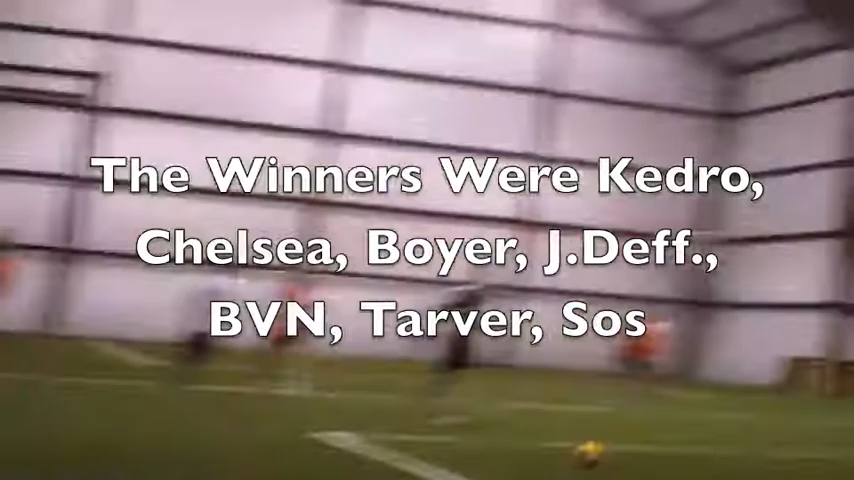 The Winners Were Kedro,
Chelsea, Boyer, J.Deff.,
BVN, Tarver, Sos